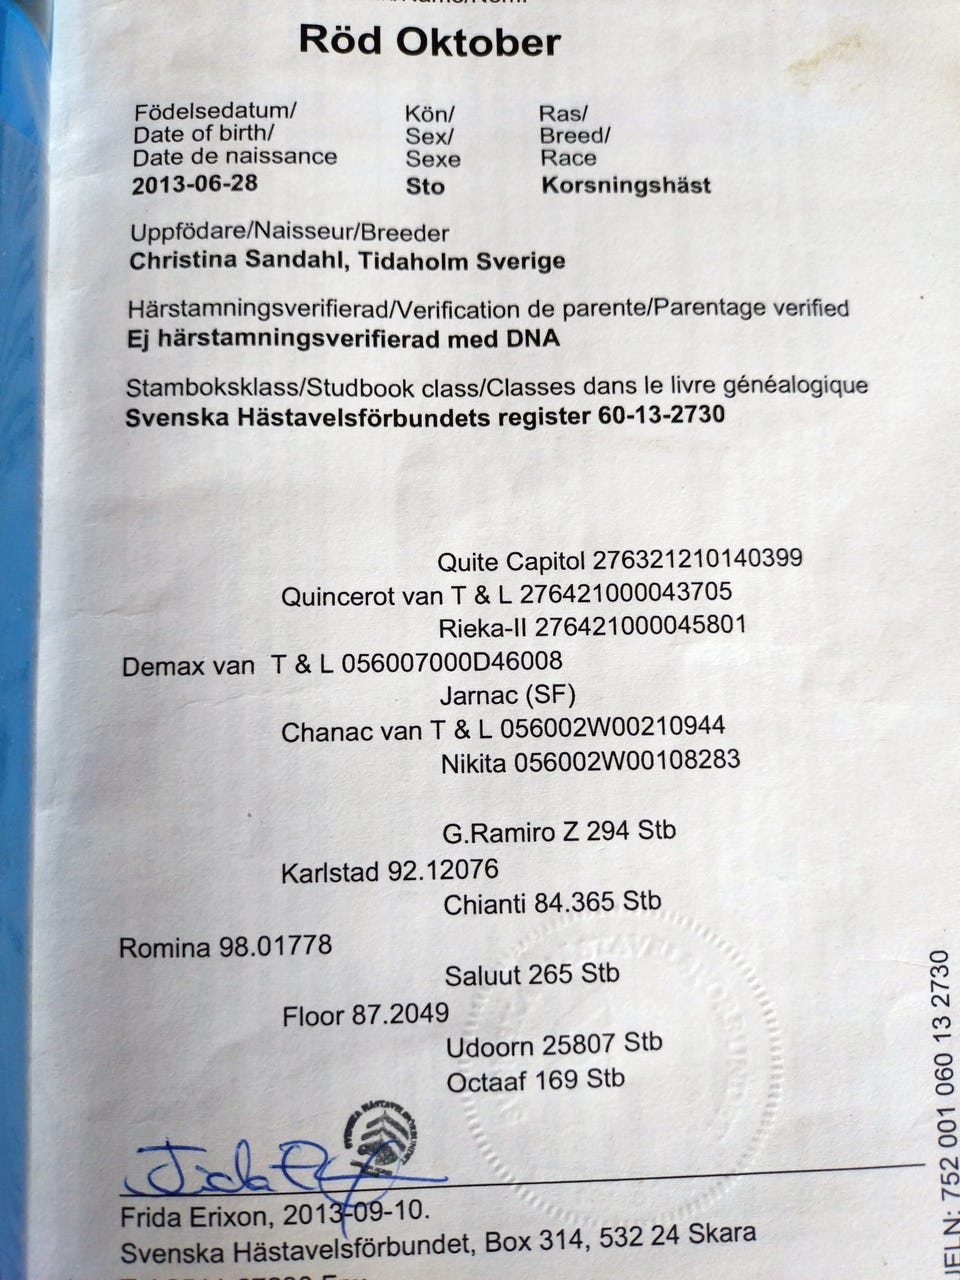 Röd Oktober
Födelsedatum/ Kön/ Ras/
Date of birth/ Sex/ Breed/
Date de naissance Sexe Race
2013-06-28 Sto Korsningshäst
Uppfödare/Naisseur/Breeder
Christina Sandahl, Tidaholm Sverige
Härstamningsverifierad/Verification de parente/Parentage verified
Ej härstamningsverifierad med DNA
Stamboksklass/Studbook class/Classes dans le livre généalogique
Svenska Hästavelsförbundets register 60-13-2730
Quite Capitol 276321210140399
Quincerot van T & L 276421000043705
Rieka-II 276421000045801
Demax van T & L 056007000D46008
Jarnac (SF)
Chanac van T & L 056002W00210944
Nikita 056002W00108283
G.Ramiro Z 294 Stb
Karlstad 92.12076
Chianti 84.365 Stb
Romina 98.01778
Saluut 265 Stb
Floor 87.2049
Udoorn 25807 Stb
Octaaf 169 Stb
Frida Erixon, 2013-09-10.
Svenska Hästavelsförbundet, Box 314, 532 24 Skara
UELN: 752 001 060 13 2730